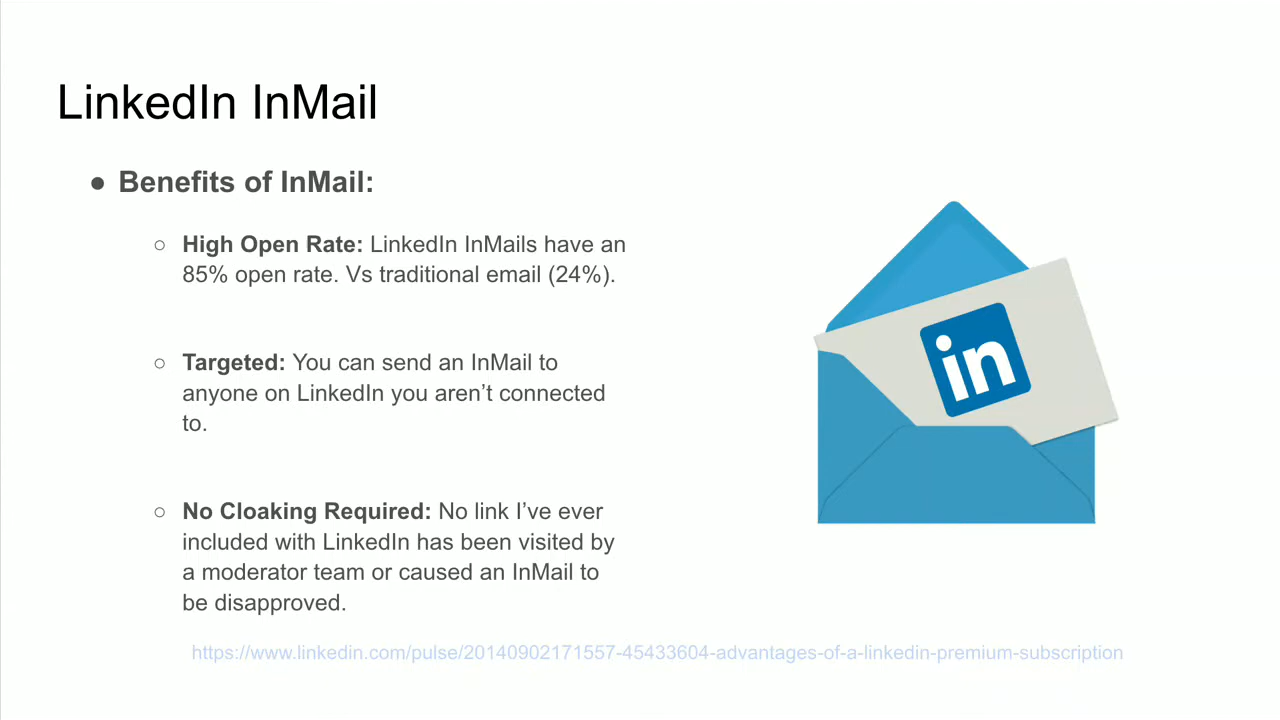 LinkedIn InMail
● Benefits of InMail:
○ High Open Rate: LinkedIn InMails have an
85% open rate. Vs traditional email (24%).
○ Targeted: You can send an InMail to
anyone on LinkedIn you aren’t connected
to.
○ No Cloaking Required: No link I’ve ever
included with LinkedIn has been visited by
a moderator team or caused an InMail to
be disapproved.
in
https://www.linkedin.com/pulse/20140902171557-45433604-advantages-of-a-linkedin-premium-subscription